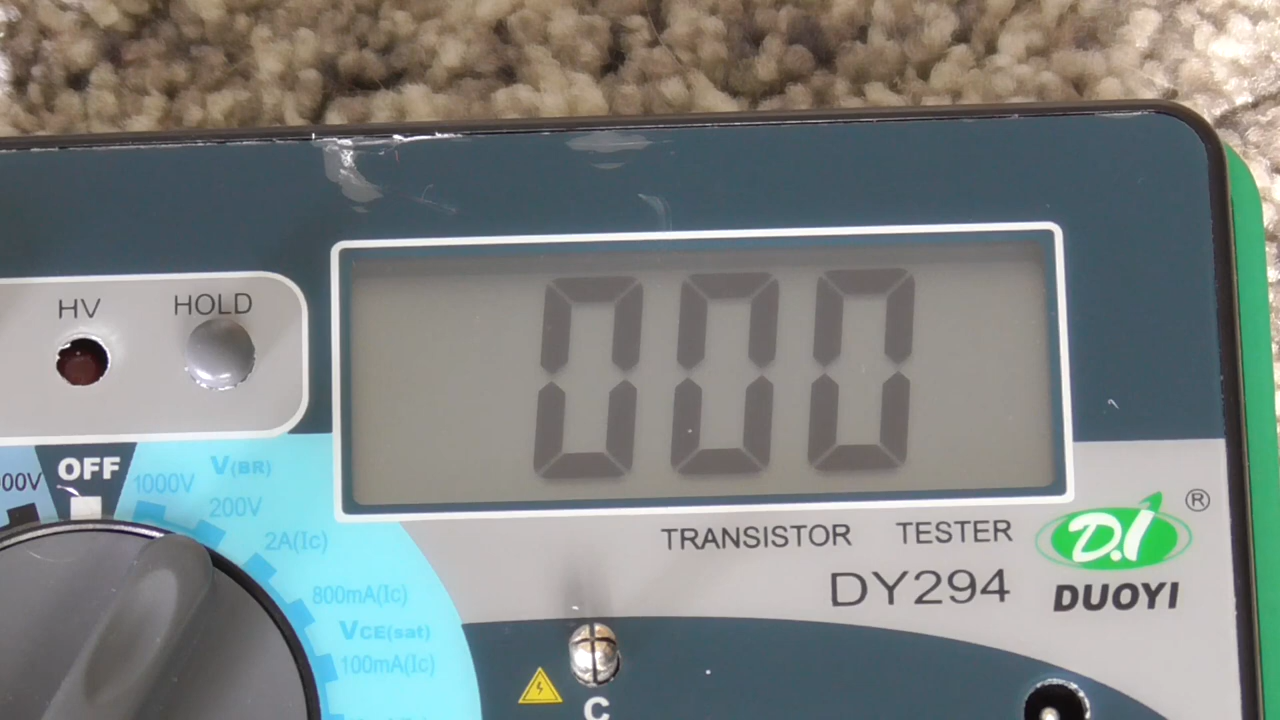 HV HOLD
000
OFF
00V
1000V
V(BR)
200V
2A(Ic)
800mA(Ic)
VCE(sat)
100mA(Ic)
TRANSISTOR TESTER
DY294
D.I ®
DUOYI
C